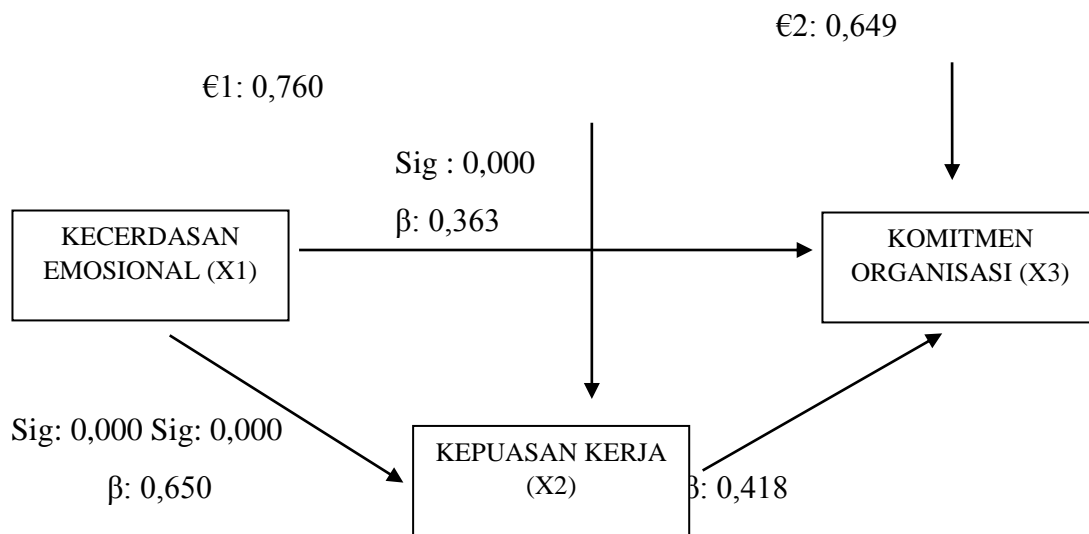 €2: 0,649
€1: 0,760
Sig : 0,000
β: 0,363
KECERDASAN
EMOSIONAL (X1)
KOMITMEN
ORGANISASI (X3)
Sig: 0,000 Sig: 0,000
β: 0,650
KEPUASAN KERJA
(X2)
β: 0,418